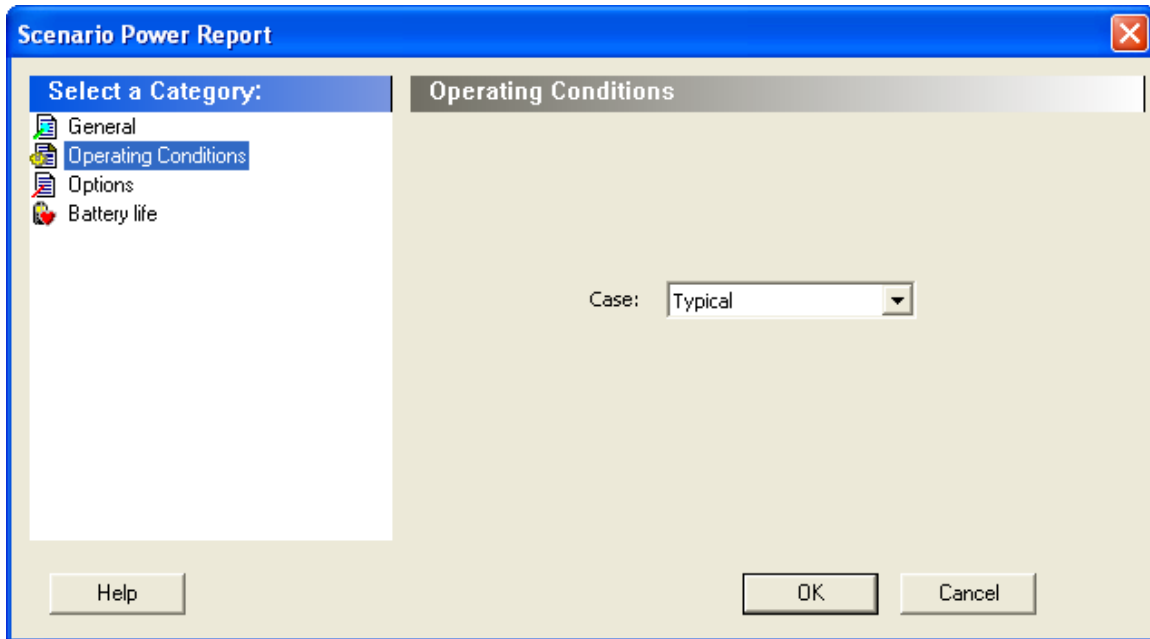 Scenario Power Report
Select a Category:
General
Operating Conditions
Options
Battery life
Operating Conditions
Case: Typical
Help
OK
Cancel